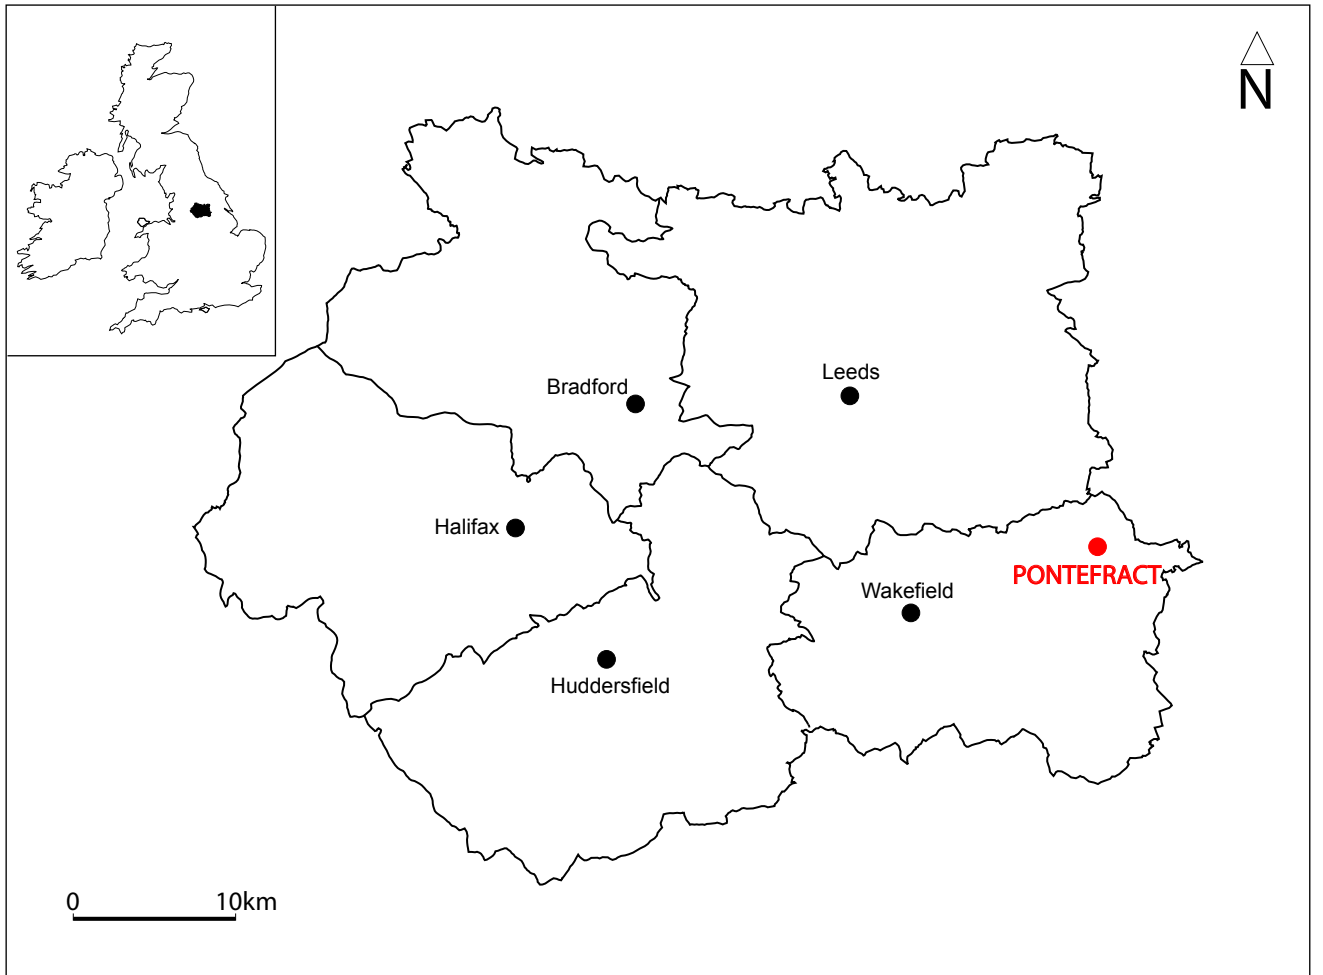 N
Leeds
Bradford
Halifax
PONTEFRACT
Wakefield
Huddersfield
0 10km